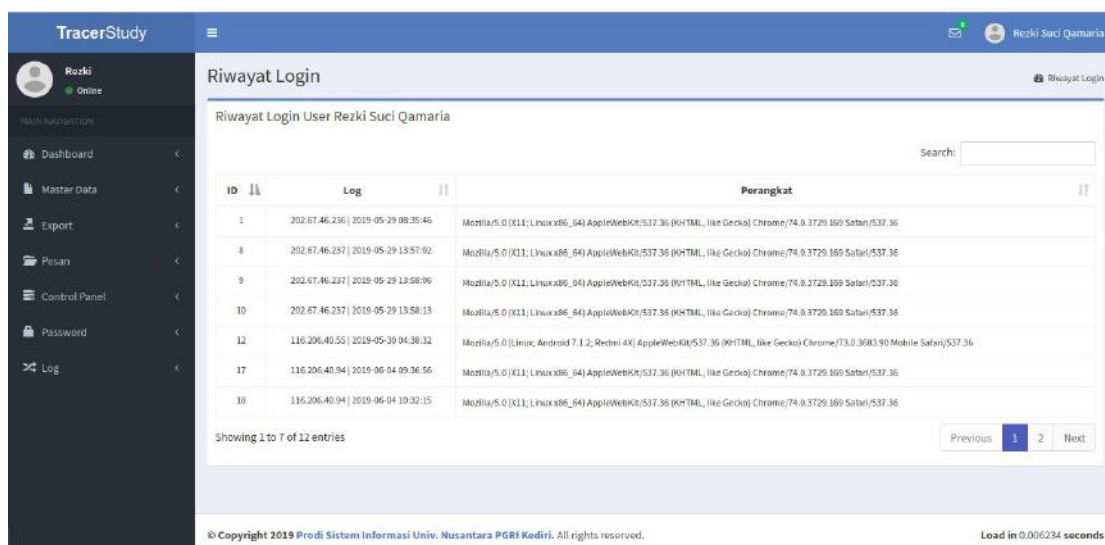 TracerStudy
Rezki Suci Qamaria
Rezki
Online
MAIN NAVIGATION
Dashboard
Master Data
Export
Pesan
Control Panel
Password
Log
Riwayat Login
Riwayat Login
Riwayat Login User Rezki Suci Qamaria
Search:
ID Log Perangkat
1 202.67.46.236 | 2019-05-29 08:35:46 Mozilla/5.0 (X11; Linux x86_64) AppleWebKit/537.36 (KHTML, like Gecko) Chrome/74.0.3729.169 Safari/537.36
8 202.67.46.237 | 2019-05-29 13:57:02 Mozilla/5.0 (X11; Linux x86_64) AppleWebKit/537.36 (KHTML, like Gecko) Chrome/74.0.3729.169 Safari/537.36
9 202.67.46.237 | 2019-05-29 13:58:06 Mozilla/5.0 (X11; Linux x86_64) AppleWebKit/537.36 (KHTML, like Gecko) Chrome/74.0.3729.169 Safari/537.36
10 202.67.46.237 | 2019-05-29 13:58:13 Mozilla/5.0 (X11; Linux x86_64) AppleWebKit/537.36 (KHTML, like Gecko) Chrome/74.0.3729.169 Safari/537.36
12 116.206.40.55 | 2019-05-30 04:38:32 Mozilla/5.0 (Linux; Android 7.1.2; Redmi 4X) AppleWebKit/537.36 (KHTML, like Gecko) Chrome/73.0.3683.90 Mobile Safari/537.36
17 116.206.40.94 | 2019-06-04 09:36:56 Mozilla/5.0 (X11; Linux x86_64) AppleWebKit/537.36 (KHTML, like Gecko) Chrome/74.0.3729.169 Safari/537.36
18 116.206.40.94 | 2019-06-04 10:32:15 Mozilla/5.0 (X11; Linux x86_64) AppleWebKit/537.36 (KHTML, like Gecko) Chrome/74.0.3729.169 Safari/537.36
Showing 1 to 7 of 12 entries
Previous 1 2 Next
© Copyright 2019 Prodi Sistem Informasi Univ. Nusantara PGRI Kediri. All rights reserved.
Load in 0.006234 seconds